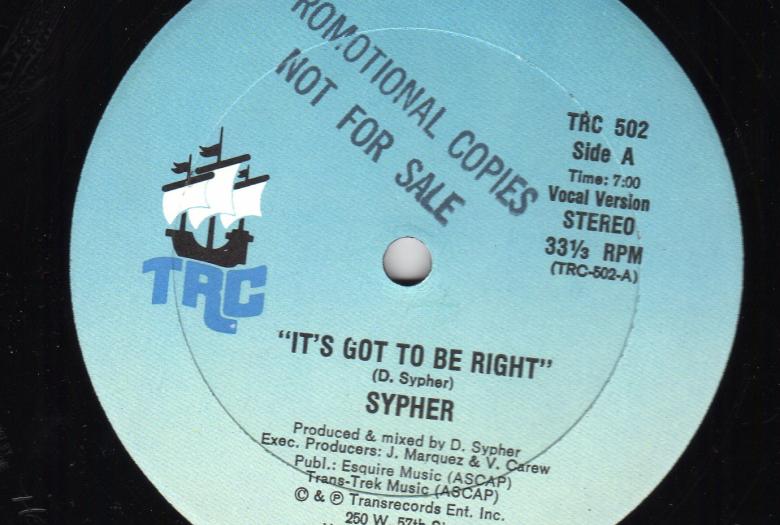 PROMOTIONAL COPIES
NOT FOR SALE
TRC 502
Side A
Time: 7:00
Vocal Version
STEREO
33⅓ RPM
(TRC-502-A)
TRC
"IT'S GOT TO BE RIGHT"
(D. Sypher)
SYPHER
Produced & mixed by D. Sypher
Exec. Producers: J. Marquez & V. Carew
Publ.: Esquire Music (ASCAP)
Trans-Trek Music (ASCAP)
© & ℗ Transrecords Ent. Inc.
250 W. 57th